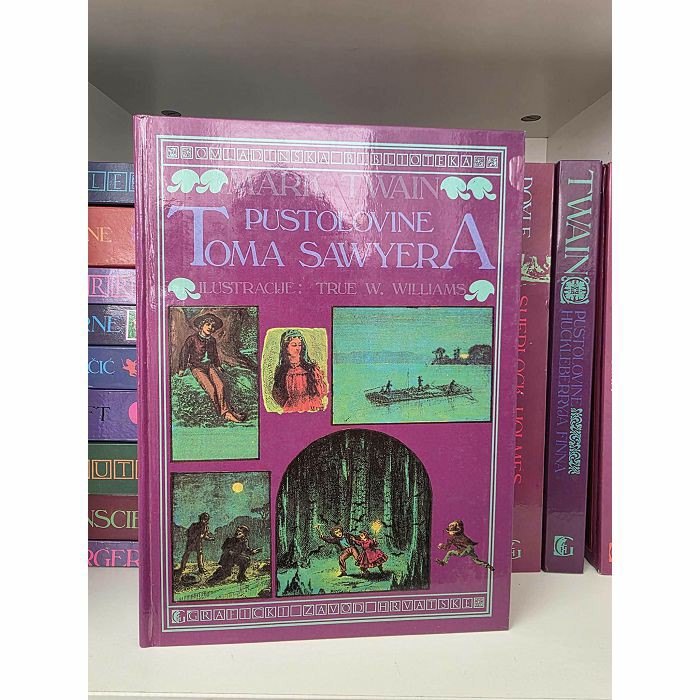 OMLADINSKA BIBLIOTEKA
MARK TWAIN
PUSTOLOVINE
TOMA SAWYERA
ILUSTRACIJE: TRUE W. WILLIAMS
GRAFIČKI ZAVOD HRVATSKE
DOYLE
SHERLOCK HOLMES
TWAIN
PUSTOLOVINE
HUCKLEBERRYJA FINNA